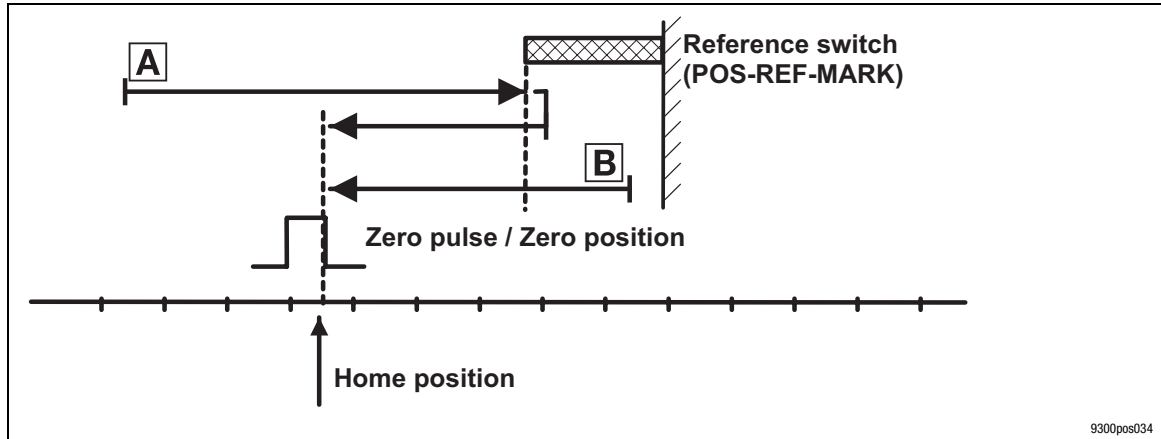 A
Reference switch
(POS-REF-MARK)
B
Zero pulse / Zero position
Home position
9300pos034